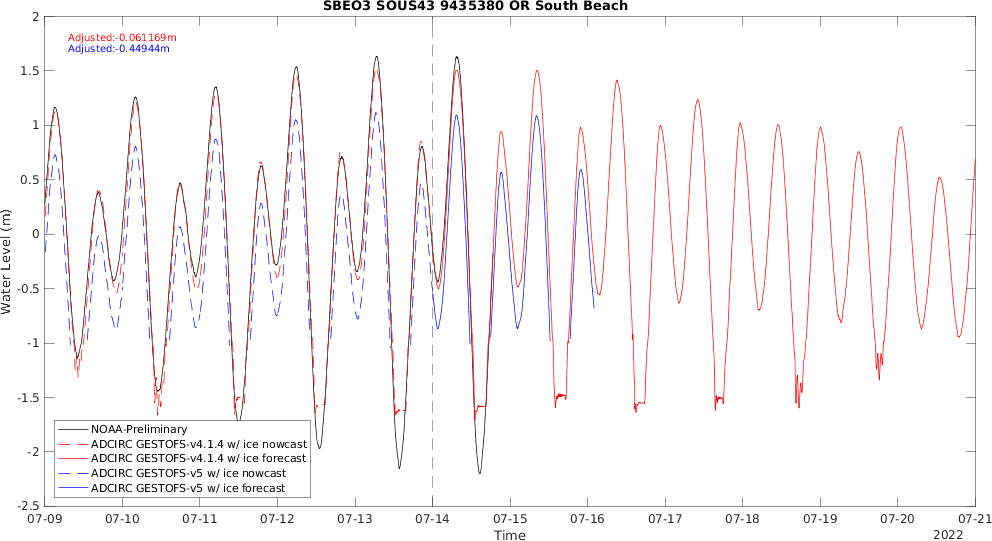 SBEO3 SOUS43 9435380 OR South Beach
Adjusted:-0.061169m
Adjusted:-0.44944m
2
1.5
1
0.5
0
-0.5
-1
-1.5
-2
-2.5
Water Level (m)
NOAA-Preliminary
ADCIRC GESTOFS-v4.1.4 w/ ice nowcast
ADCIRC GESTOFS-v4.1.4 w/ ice forecast
ADCIRC GESTOFS-v5 w/ ice nowcast
ADCIRC GESTOFS-v5 w/ ice forecast
07-09 07-10 07-11 07-12 07-13 07-14 07-15 07-16 07-17 07-18 07-19 07-20 07-21
Time
2022